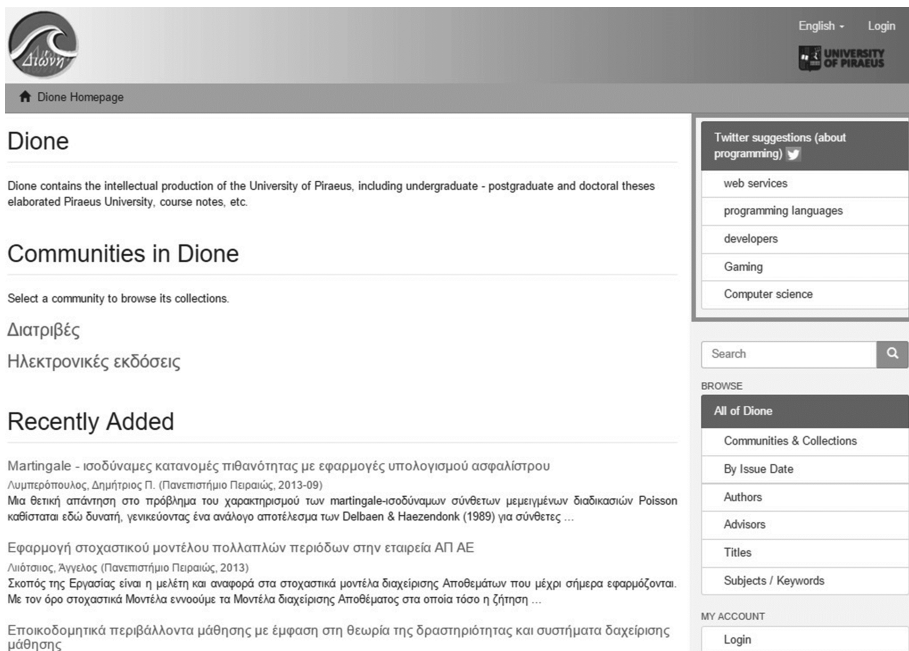 Διώνη
English
Login
UNIVERSITY
OF PIRAEUS
Dione Homepage
Dione
Dione contains the intellectual production of the University of Piraeus, including undergraduate - postgraduate and doctoral theses
elaborated Piraeus University, course notes, etc.
Communities in Dione
Select a community to browse its collections.
Διατριβές
Ηλεκτρονικές εκδόσεις
Recently Added
Martingale - ισοδύναμες κατανομές πιθανότητας με εφαρμογές υπολογισμού ασφαλίστρου
Λυμπερόπουλος, Δημήτριος Π. (Πανεπιστήμιο Πειραιώς, 2013-09)
Μια θετική απάντηση στο πρόβλημα του χαρακτηρισμού των martingale-ισοδύναμων σύνθετων μεμειγμένων διαδικασιών Poisson
καθίσταται εδώ δυνατή, γενικεύοντας ένα ανάλογο αποτέλεσμα των Delbaen & Haezendonk (1989) για σύνθετες ...
Εφαρμογή στοχαστικού μοντέλου πολλαπλών περιόδων στην εταιρεία ΑΠ ΑΕ
Λιότσιος, Άγγελος (Πανεπιστήμιο Πειραιώς, 2013)
Σκοπός της Εργασίας είναι η μελέτη και αναφορά στα στοχαστικά μοντέλα διαχείρισης Αποθεμάτων που μέχρι σήμερα εφαρμόζονται.
Με τον όρο στοχαστικά Μοντέλα εννοούμε τα Μοντέλα διαχείρισης Αποθέματος στα οποία τόσο η ζήτηση ...
Εποικοδομητικά περιβάλλοντα μάθησης με έμφαση στη θεωρία της δραστηριότητας και συστήματα δαχείρισης
μάθησης
Twitter suggestions (about
programming)
web services
programming languages
developers
Gaming
Computer science
Search
BROWSE
All of Dione
Communities & Collections
By Issue Date
Authors
Advisors
Titles
Subjects / Keywords
MY ACCOUNT
Login